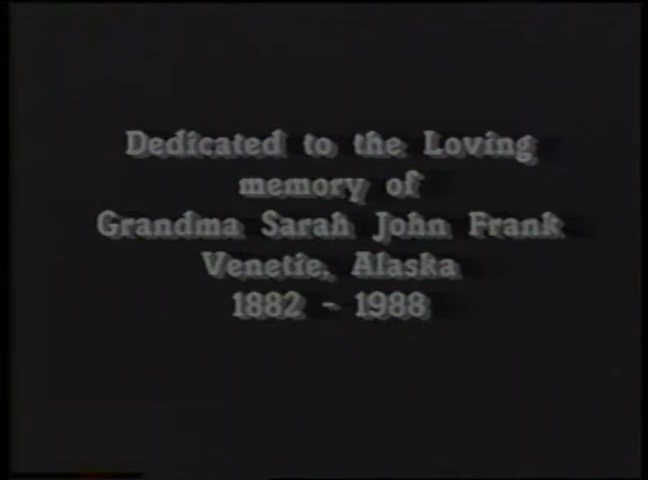 Dedicated to the Loving
memory of
Grandma Sarah John Frank
Venetie, Alaska
1882 - 1988